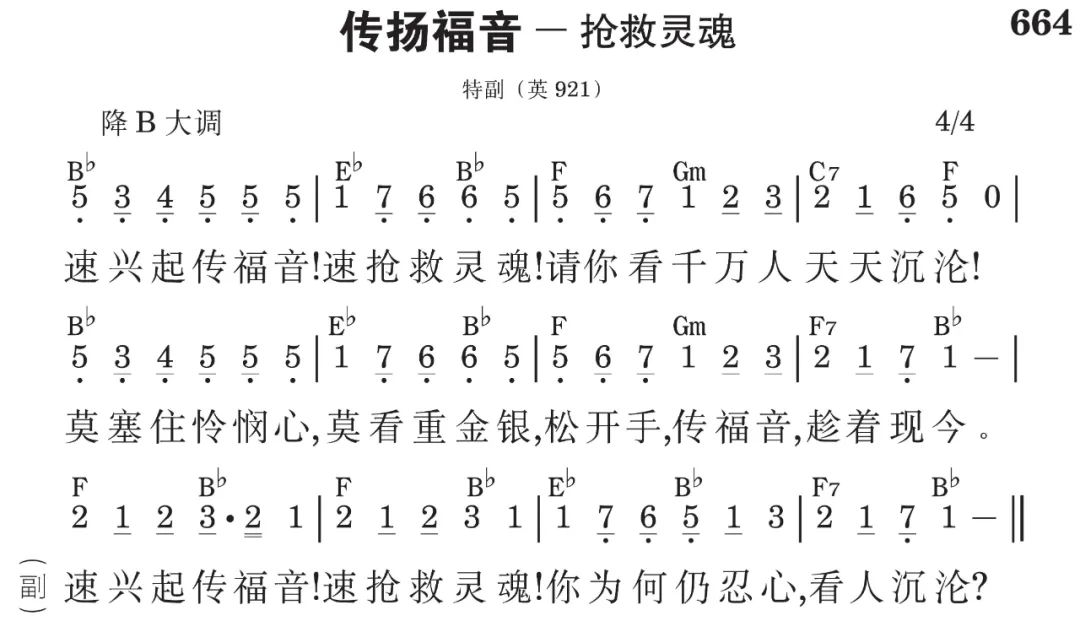 传扬福音 — 抢救灵魂 664
特副（英 921）
降 B 大调 4/4
B♭ E♭ B♭ F Gm C7 F
5 3 4 5 5 5 | 1 7 6 6 5 | 5 6 7 1 2 3 | 2 1 6 5 0 |
速兴起传福音!速抢救灵魂!请你看千万人天天沉沦!
B♭ E♭ B♭ F Gm F7 B♭
5 3 4 5 5 5 | 1 7 6 6 5 | 5 6 7 1 2 3 | 2 1 7 1 — |
莫塞住怜悯心,莫看重金银,松开手,传福音,趁着现今。
F B♭ F B♭ E♭ B♭ F7 B♭
2 1 2 3 · 2 1 | 2 1 2 3 1 | 1 7 6 5 1 3 | 2 1 7 1 — ‖
（副）速兴起传福音!速抢救灵魂!你为何仍忍心,看人沉沦?